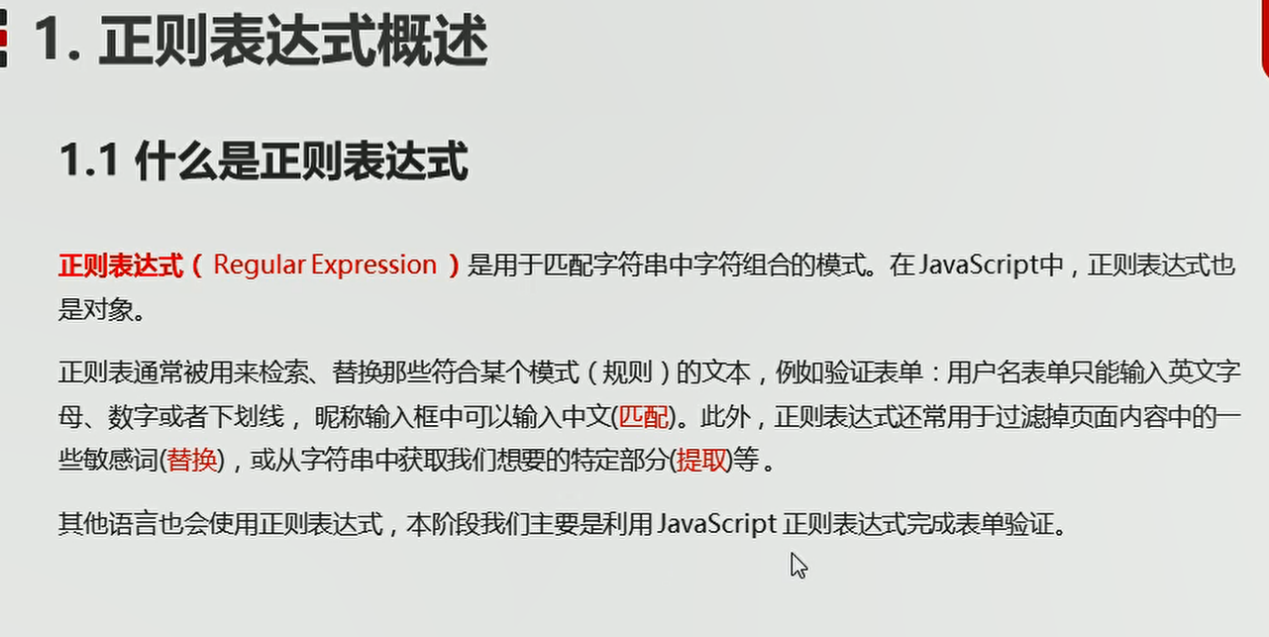 1. 正则表达式概述
1.1 什么是正则表达式
正则表达式（ Regular Expression ）是用于匹配字符串中字符组合的模式。在 JavaScript中，正则表达式也
是对象。
正则表通常被用来检索、替换那些符合某个模式（规则）的文本，例如验证表单：用户名表单只能输入英文字
母、数字或者下划线， 昵称输入框中可以输入中文(匹配)。此外，正则表达式还常用于过滤掉页面内容中的一
些敏感词(替换)，或从字符串中获取我们想要的特定部分(提取)等 。
其他语言也会使用正则表达式，本阶段我们主要是利用 JavaScript 正则表达式完成表单验证。